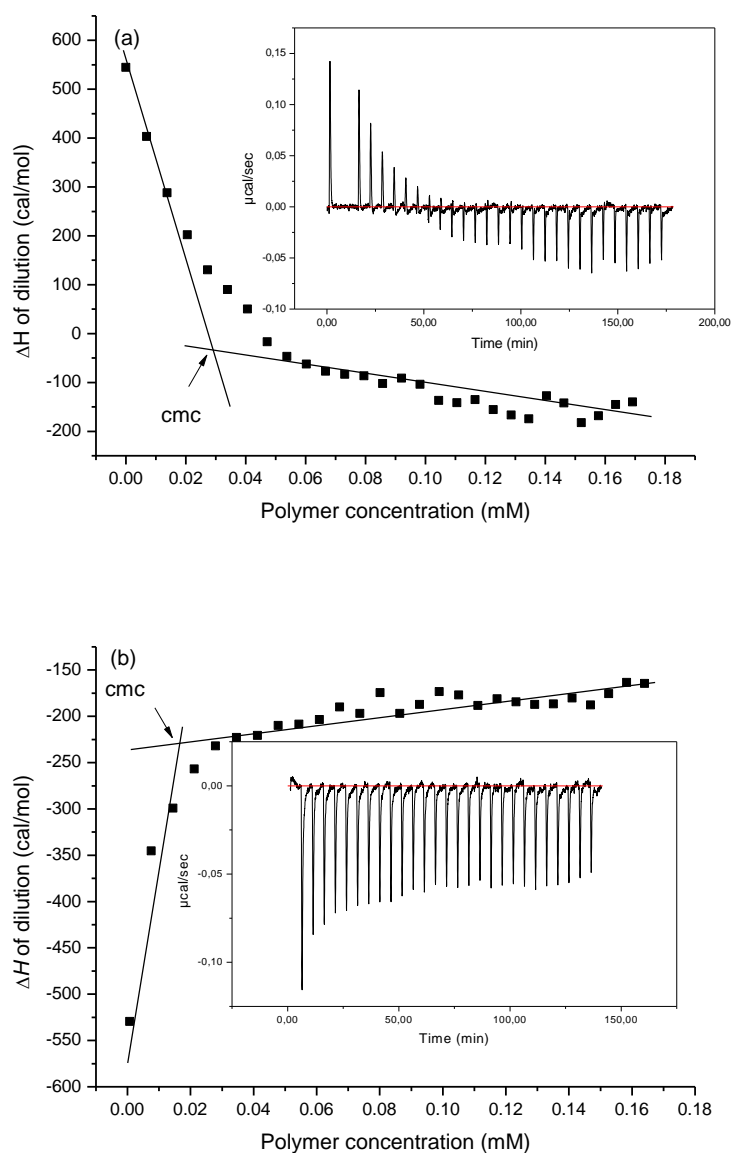 (a)
600
500
400
300
200
100
0
-100
-200
ΔH of dilution (cal/mol)
cmc
0.00 0.02 0.04 0.06 0.08 0.10 0.12 0.14 0.16 0.18
Polymer concentration (mM)
0,15
0,10
0,05
0,00
-0,05
-0,10
µcal/sec
0,00 50,00 100,00 150,00 200,00
Time (min)
(b)
-150
-200
-250
-300
-350
-400
-450
-500
-550
-600
ΔH of dilution (cal/mol)
cmc
0.00 0.02 0.04 0.06 0.08 0.10 0.12 0.14 0.16 0.18
Polymer concentration (mM)
0,00
-0,05
-0,10
µcal/sec
0,00 50,00 100,00 150,00
Time (min)